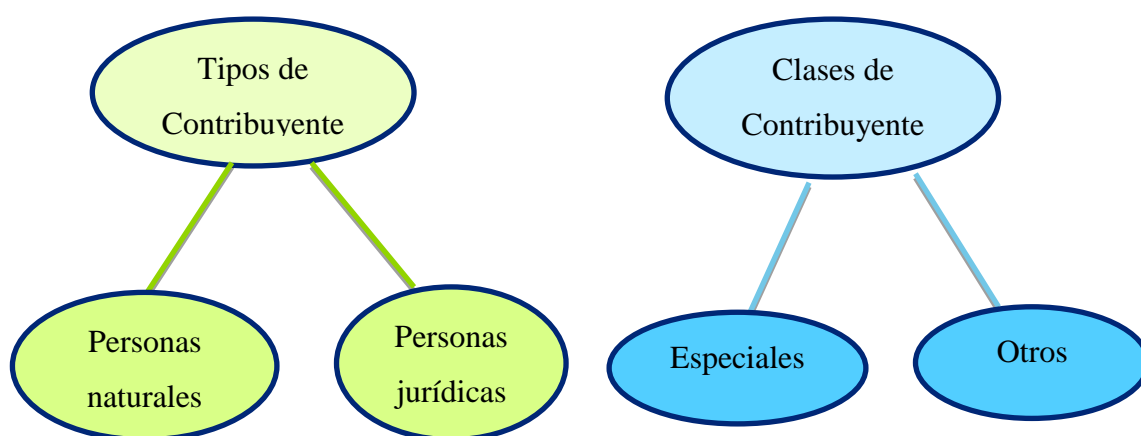 Tipos de
Contribuyente
Clases de
Contribuyente
Personas
naturales
Personas
jurídicas
Especiales
Otros